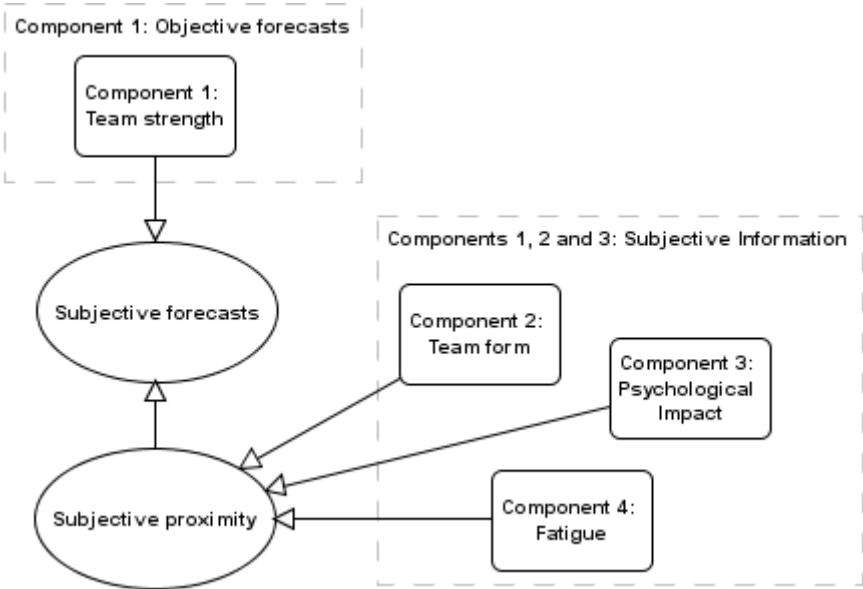 Component 1: Objective forecasts
Component 1:
Team strength
Components 1, 2 and 3: Subjective Information
Subjective forecasts
Component 2:
Team form
Component 3:
Psychological
Impact
Subjective proximity
Component 4:
Fatigue